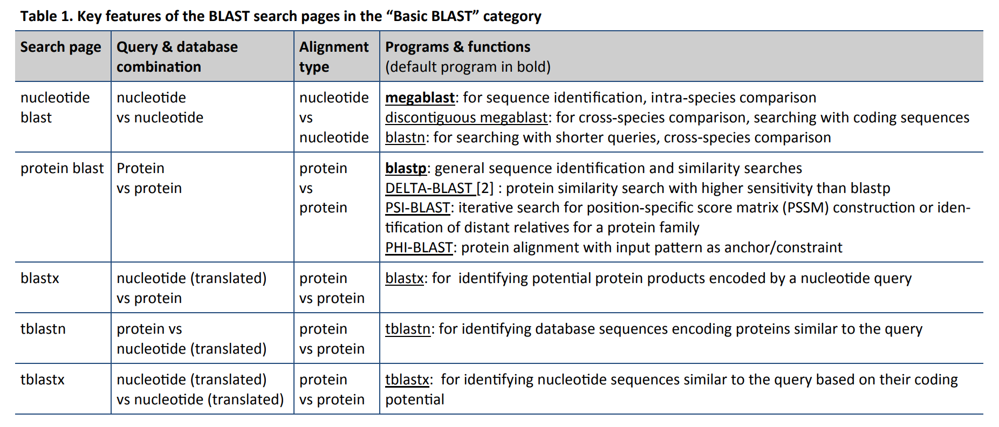 Table 1. Key features of the BLAST search pages in the “Basic BLAST” category
Search page
Query & database
combination
Alignment
type
Programs & functions
(default program in bold)
nucleotide
blast
nucleotide
vs nucleotide
nucleotide
vs
nucleotide
megablast: for sequence identification, intra-species comparison
discontiguous megablast: for cross-species comparison, searching with coding sequences
blastn: for searching with shorter queries, cross-species comparison
protein blast
Protein
vs protein
protein
vs
protein
blastp: general sequence identification and similarity searches
DELTA-BLAST [2] : protein similarity search with higher sensitivity than blastp
PSI-BLAST: iterative search for position-specific score matrix (PSSM) construction or iden-
tification of distant relatives for a protein family
PHI-BLAST: protein alignment with input pattern as anchor/constraint
blastx
nucleotide (translated)
vs protein
protein
vs protein
blastx: for  identifying potential protein products encoded by a nucleotide query
tblastn
protein vs
nucleotide (translated)
protein
vs protein
tblastn: for identifying database sequences encoding proteins similar to the query
tblastx
nucleotide (translated)
vs nucleotide (translated)
protein
vs protein
tblastx:  for identifying nucleotide sequences similar to the query based on their coding
potential